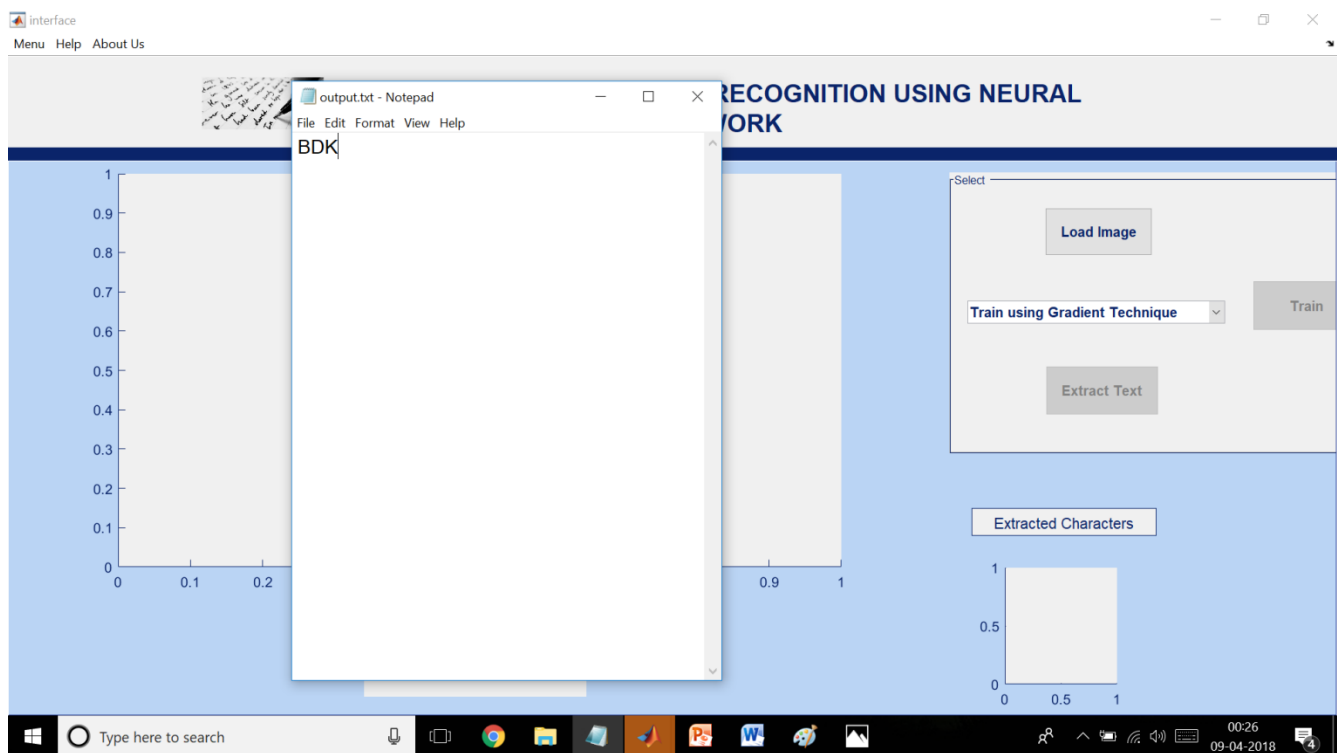 interface
Menu Help About Us
output.txt - Notepad
File Edit Format View Help
BDK
RECOGNITION USING NEURAL
WORK
1
0.9
0.8
0.7
0.6
0.5
0.4
0.3
0.2
0.1
0
0 0.1 0.2 0.9 1
Select
Load Image
Train using Gradient Technique
Train
Extract Text
Extracted Characters
1
0.5
0
0 0.5 1
Type here to search
00:26
09-04-2018
4